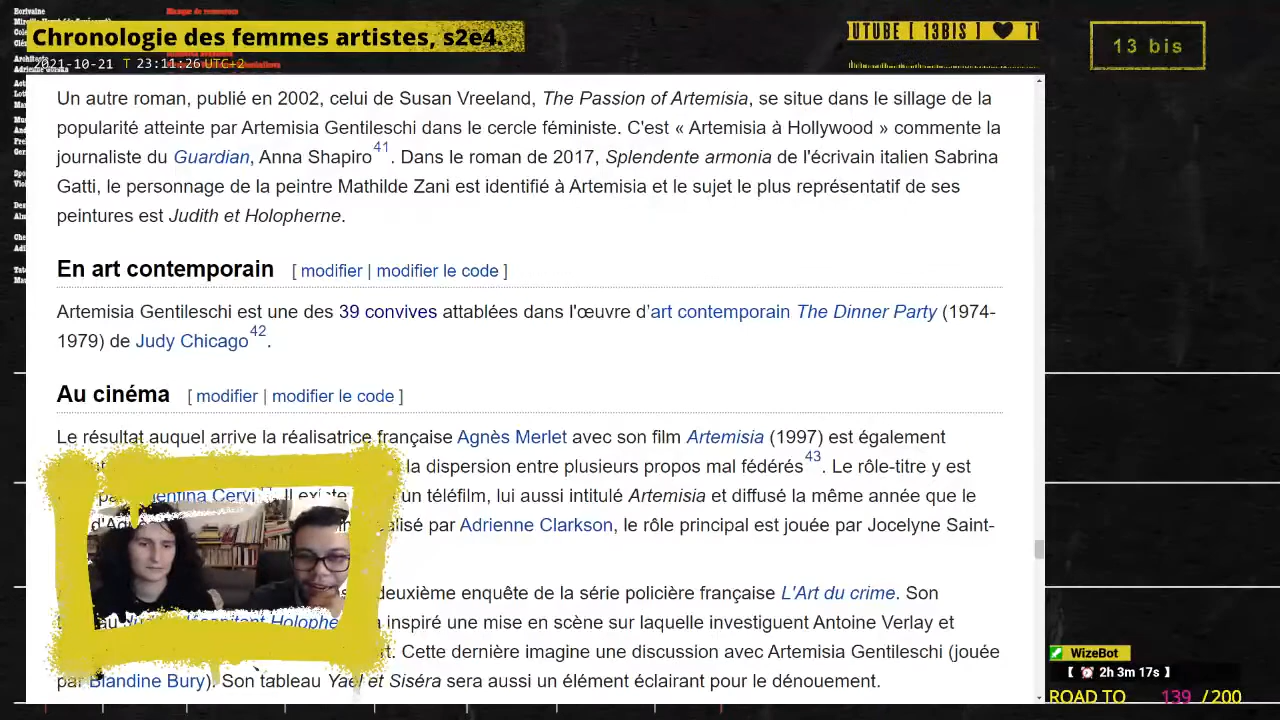 Ecrivaine
Chronologie des femmes artistes, s2e4.
2021-10-21 T 23:11:26 UTC+2
UTUBE [ 13BIS ] ♥ T
13 bis
Un autre roman, publié en 2002, celui de Susan Vreeland, The Passion of Artemisia, se situe dans le sillage de la
popularité atteinte par Artemisia Gentileschi dans le cercle féministe. C'est « Artemisia à Hollywood » commente la
journaliste du Guardian, Anna Shapiro41. Dans le roman de 2017, Splendente armonia de l'écrivain italien Sabrina
Gatti, le personnage de la peintre Mathilde Zani est identifié à Artemisia et le sujet le plus représentatif de ses
peintures est Judith et Holopherne.
En art contemporain [ modifier | modifier le code ]
Artemisia Gentileschi est une des 39 convives attablées dans l'œuvre d'art contemporain The Dinner Party (1974-
1979) de Judy Chicago42.
Au cinéma [ modifier | modifier le code ]
Le résultat auquel arrive la réalisatrice française Agnès Merlet avec son film Artemisia (1997) est également
la dispersion entre plusieurs propos mal fédérés43. Le rôle-titre y est
Cervi Il existe un téléfilm, lui aussi intitulé Artemisia et diffusé la même année que le
par Adrienne Clarkson, le rôle principal est jouée par Jocelyne Saint-
deuxième enquête de la série policière française L'Art du crime. Son
inspiré une mise en scène sur laquelle investiguent Antoine Verlay et
Cette dernière imagine une discussion avec Artemisia Gentileschi (jouée
par Blandine Bury). Son tableau Yaël et Siséra sera aussi un élément éclairant pour le dénouement.
WizeBot
【 ⏰ 2h 3m 17s 】
ROAD TO 139 / 200